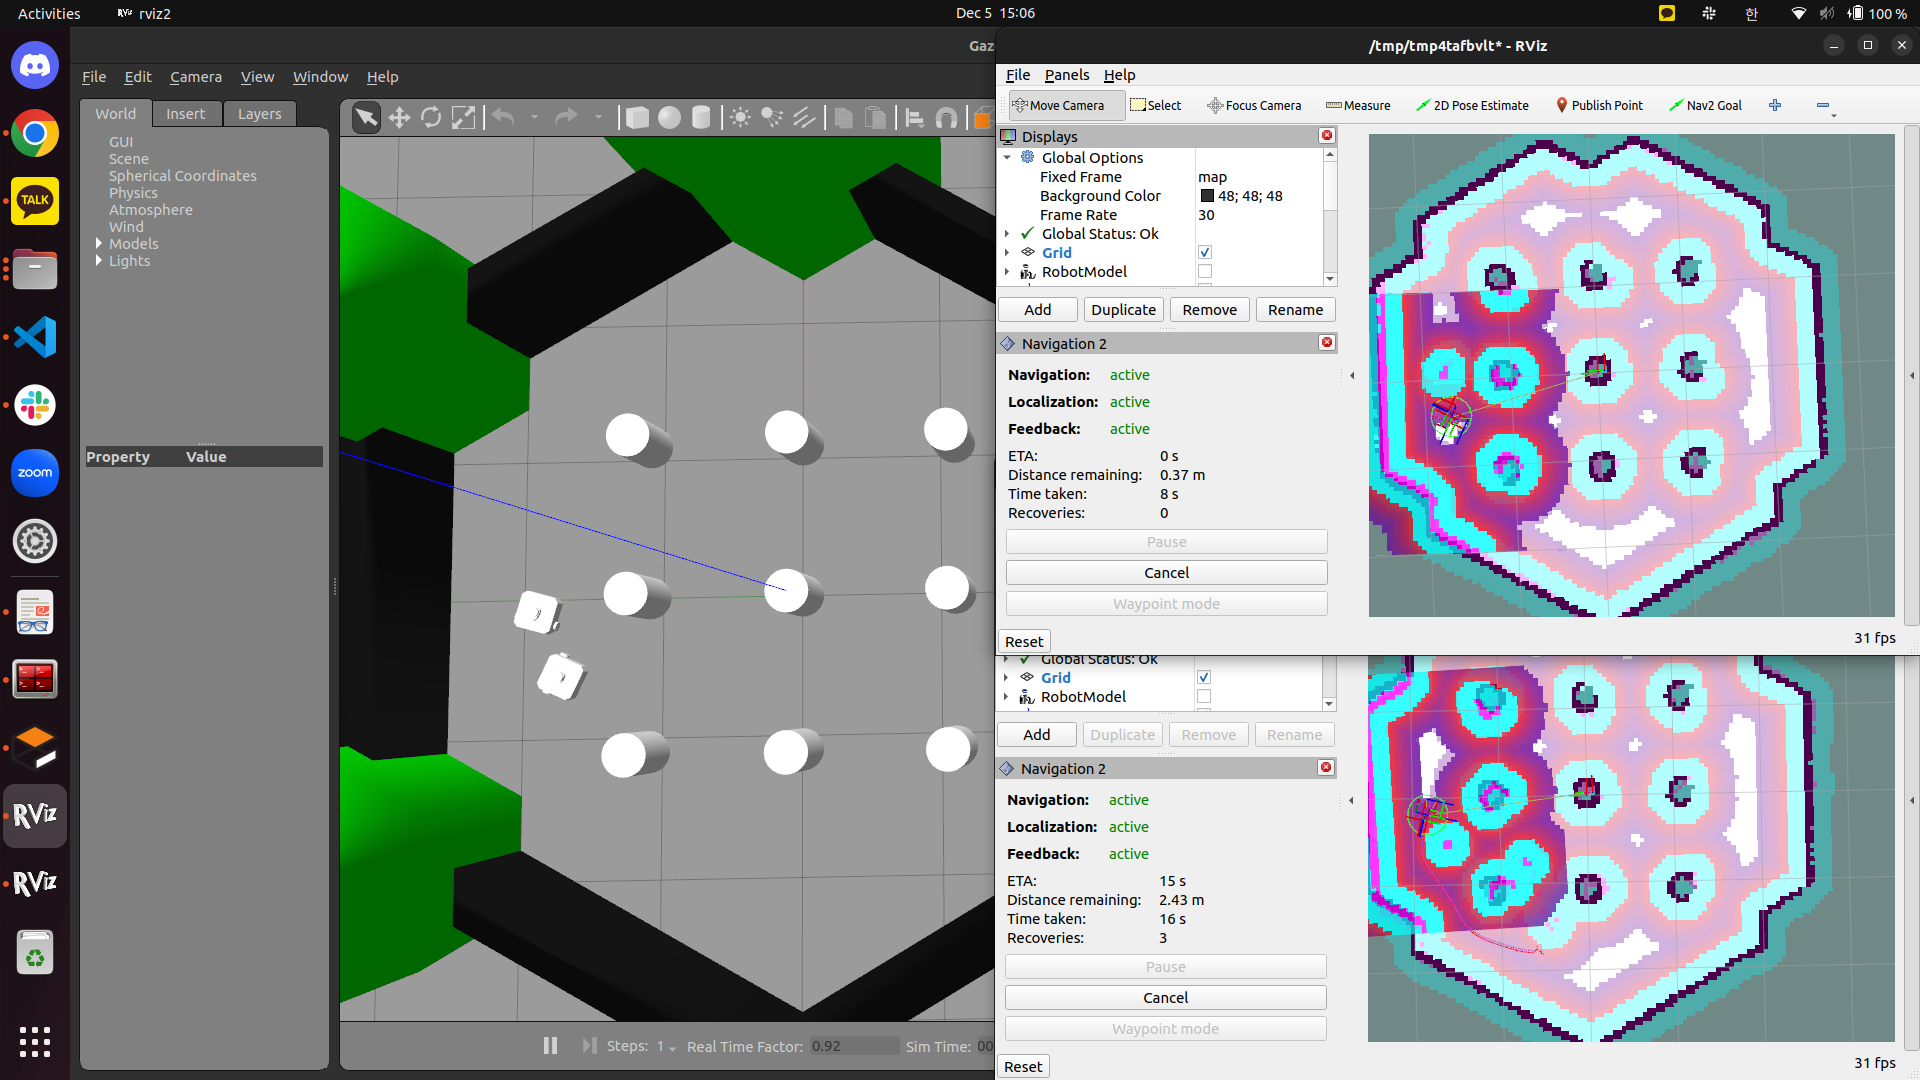 Activities
rviz2
Dec 5 15:06
한
100 %
Gaz
File Edit Camera View Window Help
World Insert Layers
GUI
Scene
Spherical Coordinates
Physics
Atmosphere
Wind
Models
Lights
Property Value
TALK
zoom
RViz
RViz
Steps: 1
Real Time Factor: 0.92
Sim Time: 00
/tmp/tmp4tafbvlt* - RViz
File Panels Help
Move Camera Select Focus Camera Measure 2D Pose Estimate Publish Point Nav2 Goal
Displays
Global Options
Fixed Frame map
Background Color 48; 48; 48
Frame Rate 30
Global Status: Ok
Grid
RobotModel
Add Duplicate Remove Rename
Navigation 2
Navigation: active
Localization: active
Feedback: active
ETA: 0 s
Distance remaining: 0.37 m
Time taken: 8 s
Recoveries: 0
Pause
Cancel
Waypoint mode
Reset
31 fps
Global Status: Ok
Grid
RobotModel
Add Duplicate Remove Rename
Navigation 2
Navigation: active
Localization: active
Feedback: active
ETA: 15 s
Distance remaining: 2.43 m
Time taken: 16 s
Recoveries: 3
Pause
Cancel
Waypoint mode
Reset
31 fps